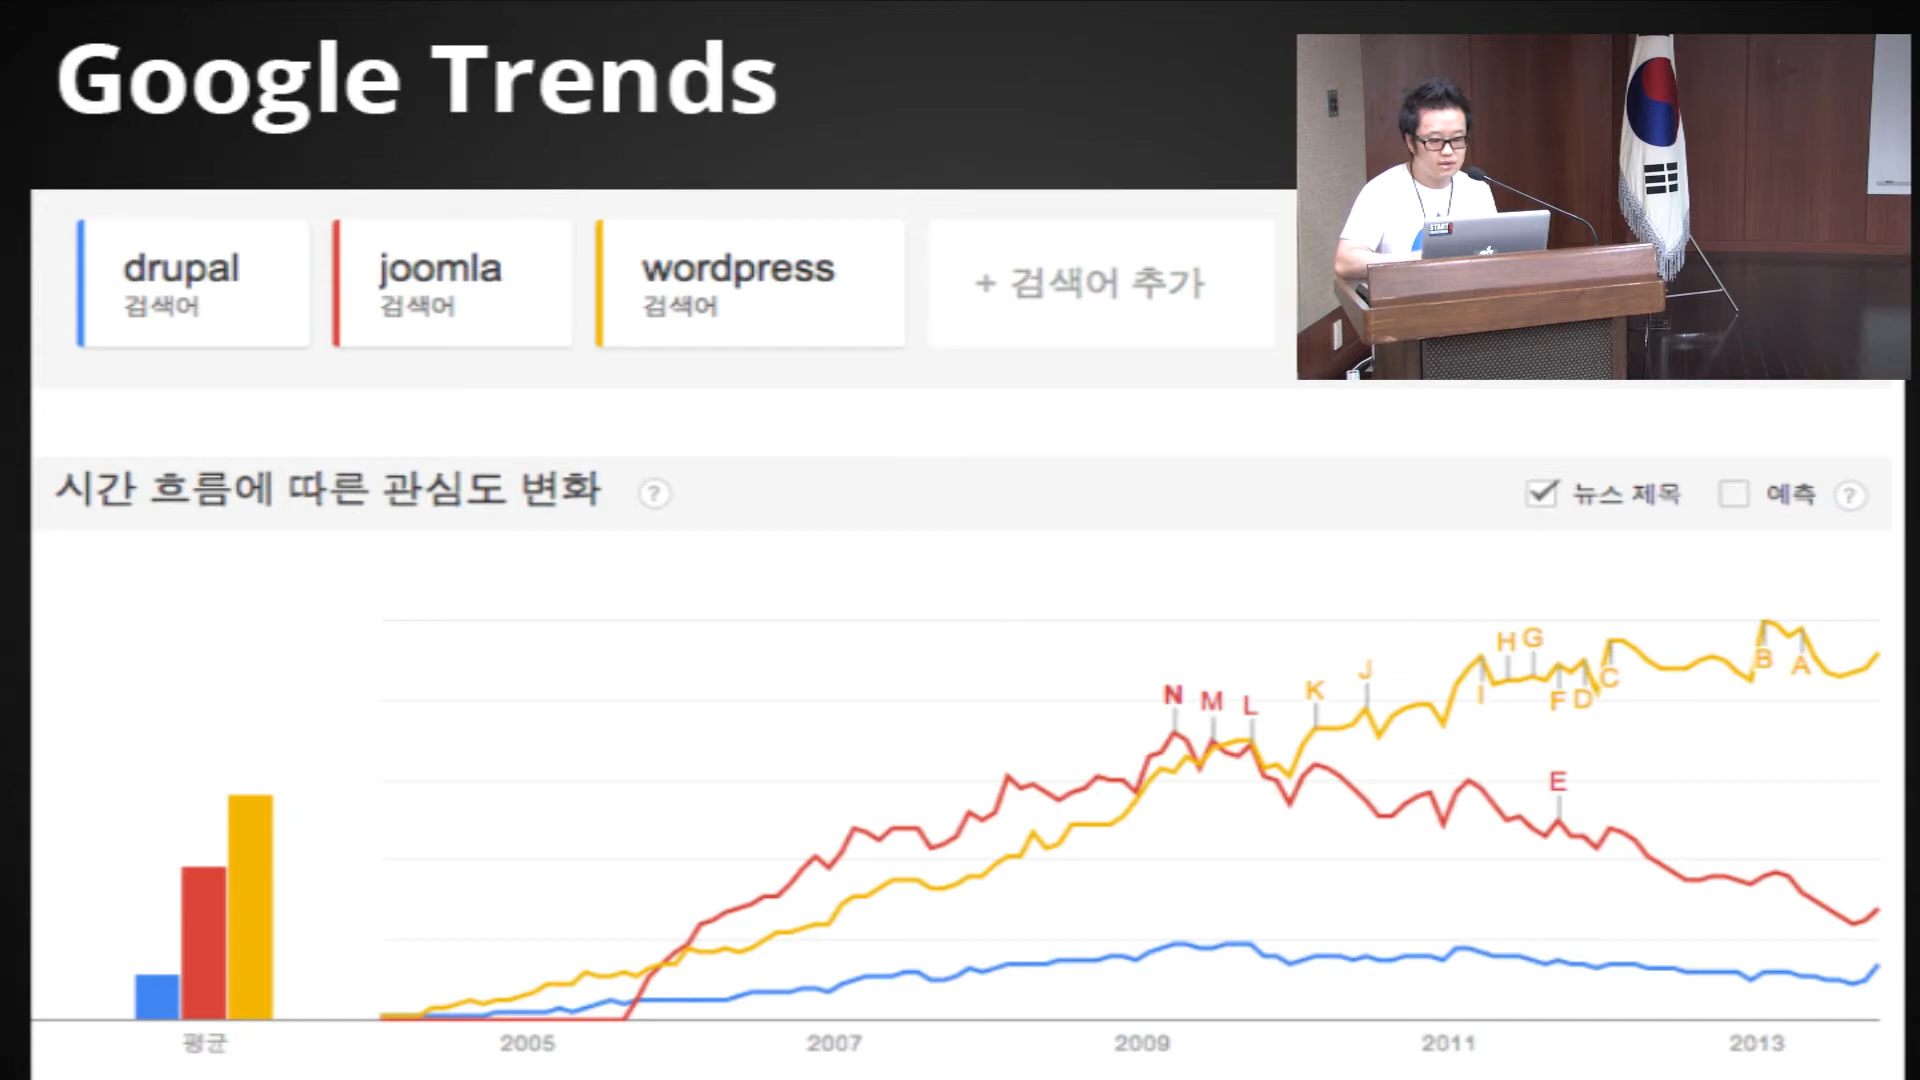 Google Trends
drupal
검색어
joomla
검색어
wordpress
검색어
+ 검색어 추가
START
시간 흐름에 따른 관심도 변화 ?
뉴스 제목
예측 ?
N
M
L
K
J
I
H
G
F
D
C
B
A
E
평균
2005
2007
2009
2011
2013